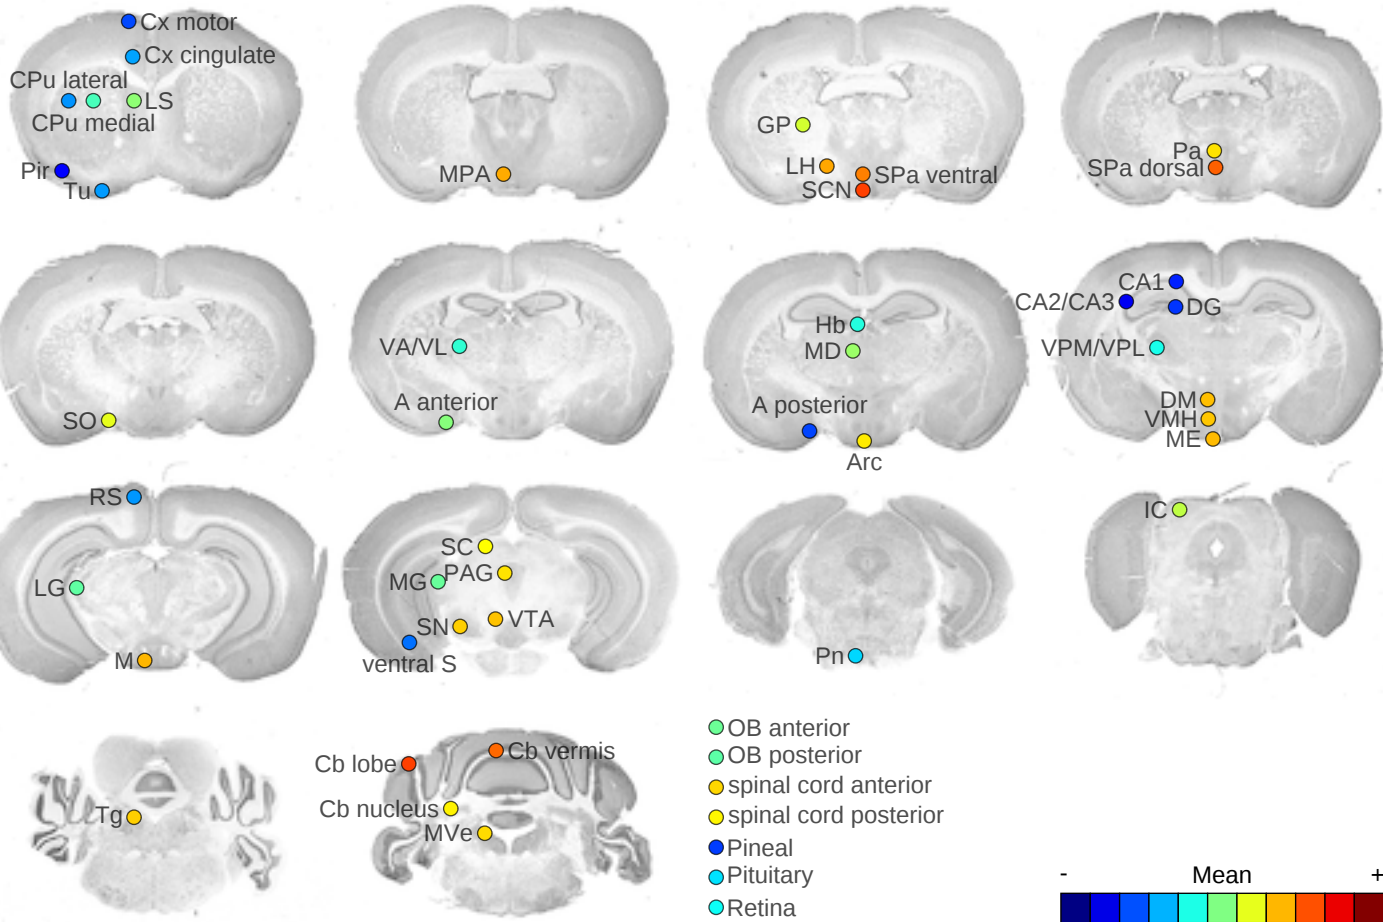 Cx motor
Cx cingulate
CPu lateral
LS
CPu medial
Pir
Tu
MPA
GP
LH
SPa ventral
SCN
Pa
SPa dorsal
SO
VA/VL
A anterior
Hb
MD
A posterior
Arc
CA1
CA2/CA3
DG
VPM/VPL
DM
VMH
ME
RS
LG
M
SC
MG
PAG
SN
VTA
ventral S
Pn
IC
Tg
Cb lobe
Cb vermis
Cb nucleus
MVe
OB anterior
OB posterior
spinal cord anterior
spinal cord posterior
Pineal
Pituitary
Retina
- Mean +